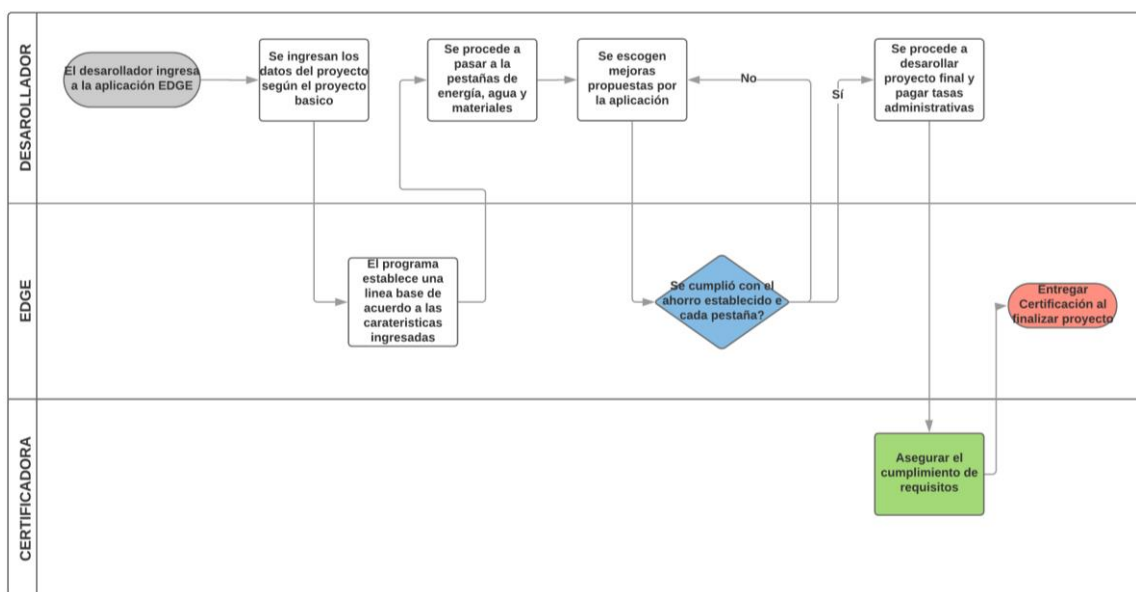 DESAROLLADOR
El desarollador ingresa
a la aplicación EDGE
Se ingresan los
datos del proyecto
según el proyecto
basico
Se procede a
pasar a la
pestañas de
energía, agua y
materiales
Se escogen
mejoras
propuestas por
la aplicación
No
Sí
Se procede a
desarollar
proyecto final y
pagar tasas
administrativas
EDGE
El programa
establece una
linea base de
acuerdo a las
carateristicas
ingresadas
Se cumplió con el
ahorro establecido e
cada pestaña?
Entregar
Certificación al
finalizar proyecto
CERTIFICADORA
Asegurar el
cumplimiento de
requisitos